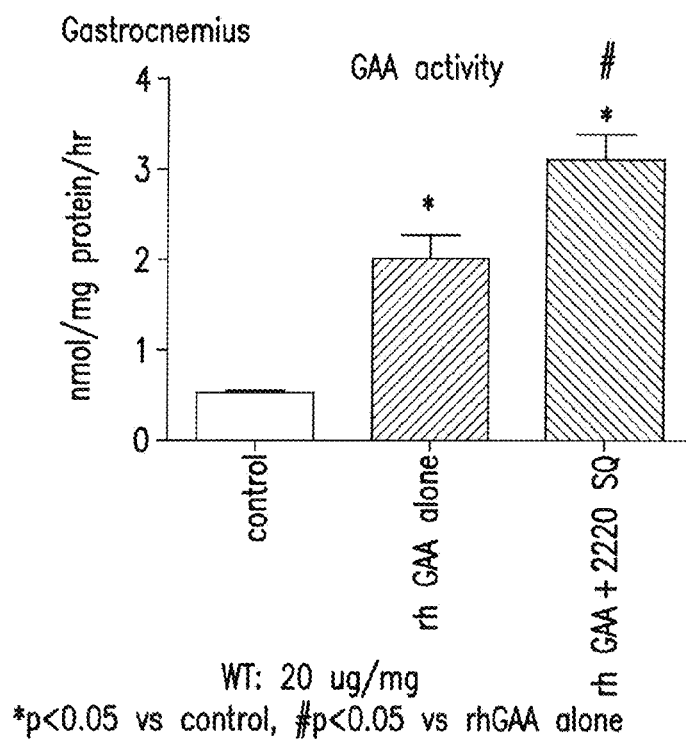 Gastrocnemius
GAA activity #
4
3
2
1
0
nmol/mg protein/hr
*
*
control
rh GAA alone
rh GAA+2220 SQ
WT: 20 ug/mg
*p<0.05 vs control, #p<0.05 vs rhGAA alone